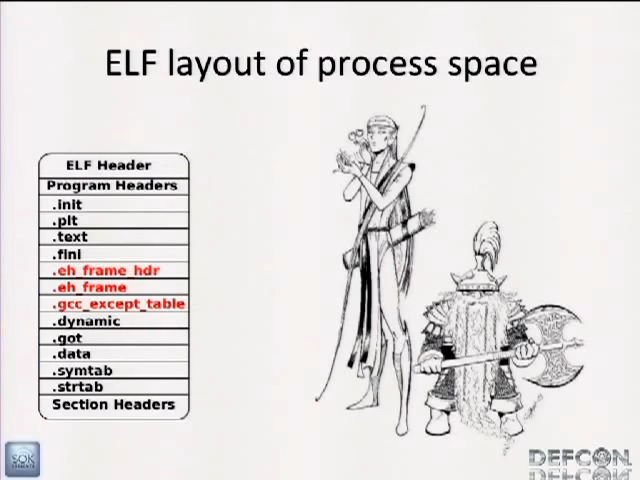 ELF layout of process space
ELF Header
Program Headers
.init
.plt
.text
.fini
.eh_frame_hdr
.eh_frame
.gcc_except_table
.dynamic
.got
.data
.symtab
.strtab
Section Headers
SOK
DEFCON